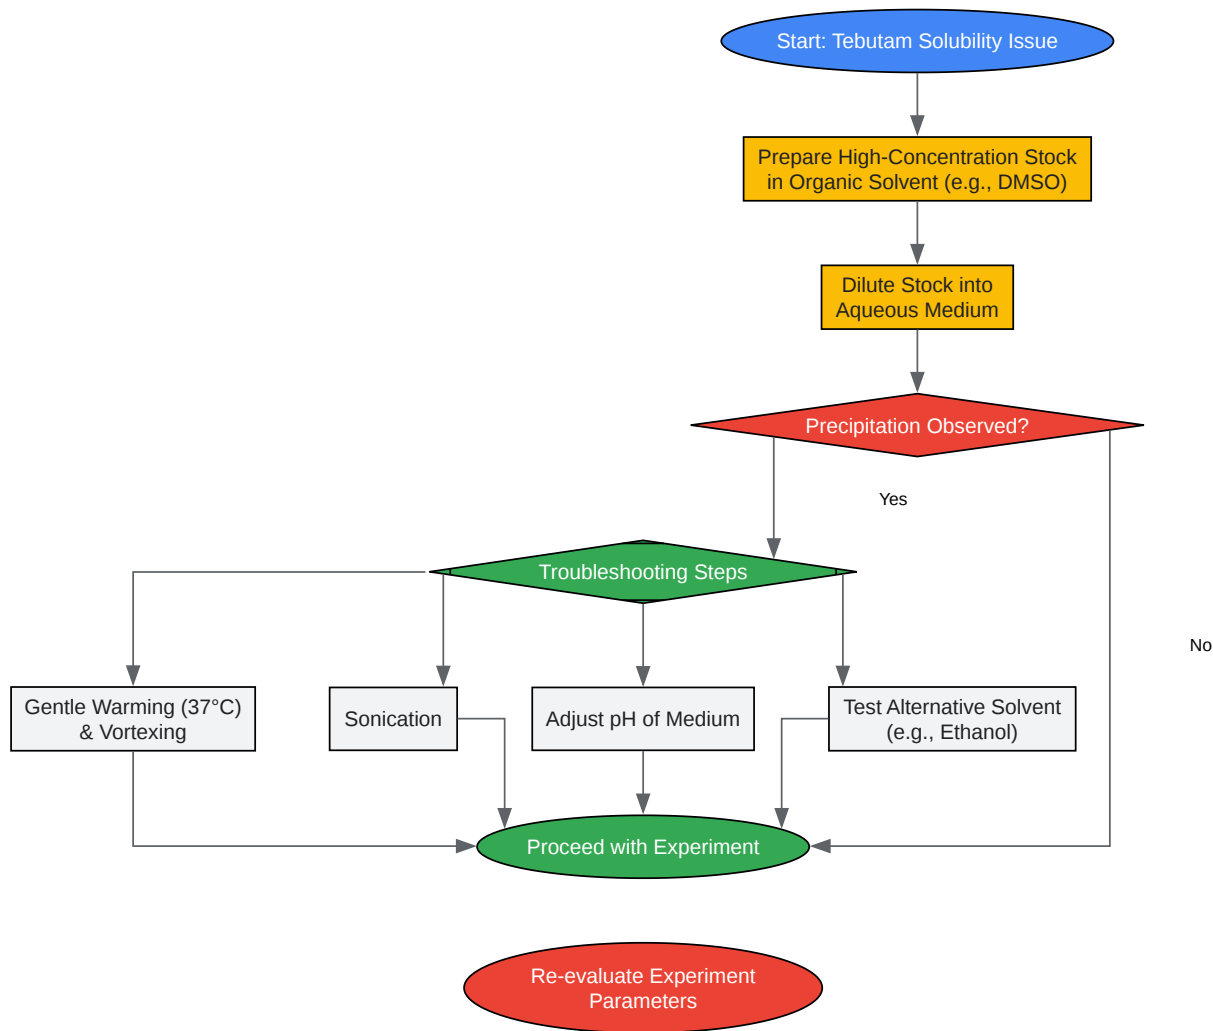 Start: Tebutam Solubility Issue
Prepare High-Concentration Stock
in Organic Solvent (e.g., DMSO)
Dilute Stock into
Aqueous Medium
Precipitation Observed?
Yes
Troubleshooting Steps
No
Gentle Warming (37°C)
& Vortexing
Sonication
Adjust pH of Medium
Test Alternative Solvent
(e.g., Ethanol)
Proceed with Experiment
Re-evaluate Experiment
Parameters